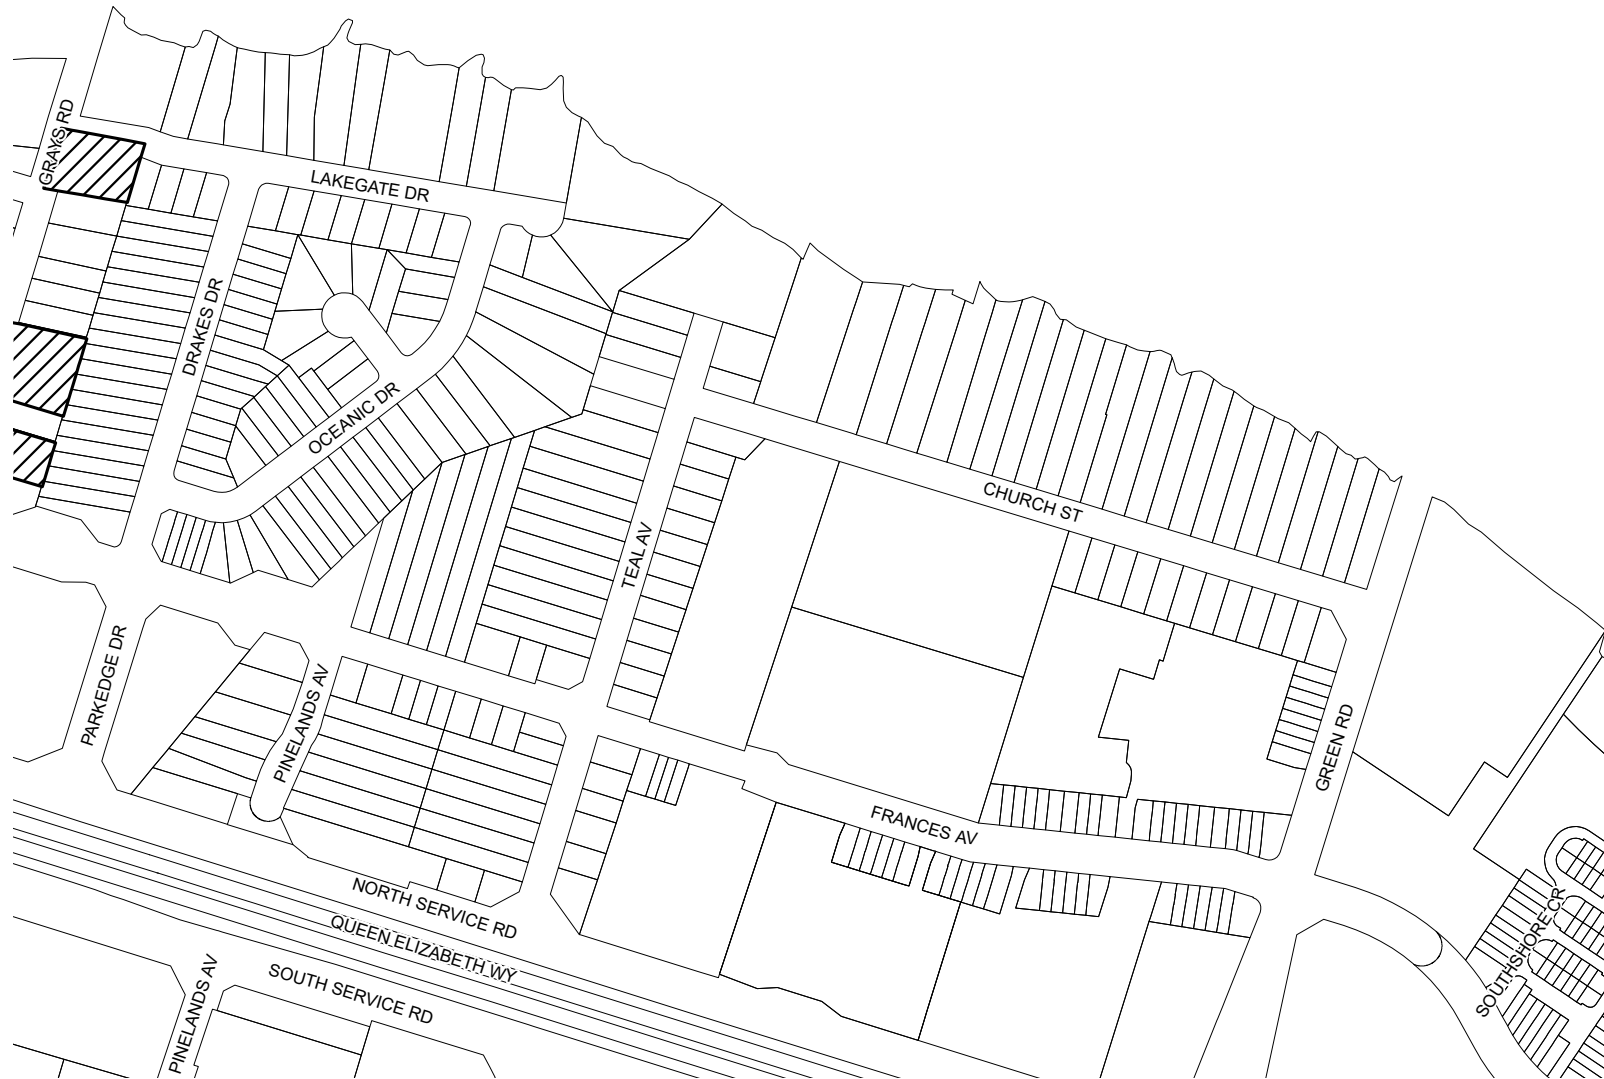 GRAYS RD
LAKEGATE DR
DRAKES DR
OCEANIC DR
CHURCH ST
TEAL AV
PARKEDGE DR
PINELANDS AV
GREEN RD
FRANCES AV
NORTH SERVICE RD
QUEEN ELIZABETH WY
SOUTHSHORE CR
SOUTH SERVICE RD
PINELANDS AV